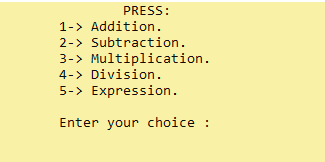 PRESS:
1-> Addition.
2-> Subtraction.
3-> Multiplication.
4-> Division.
5-> Expression.
Enter your choice :